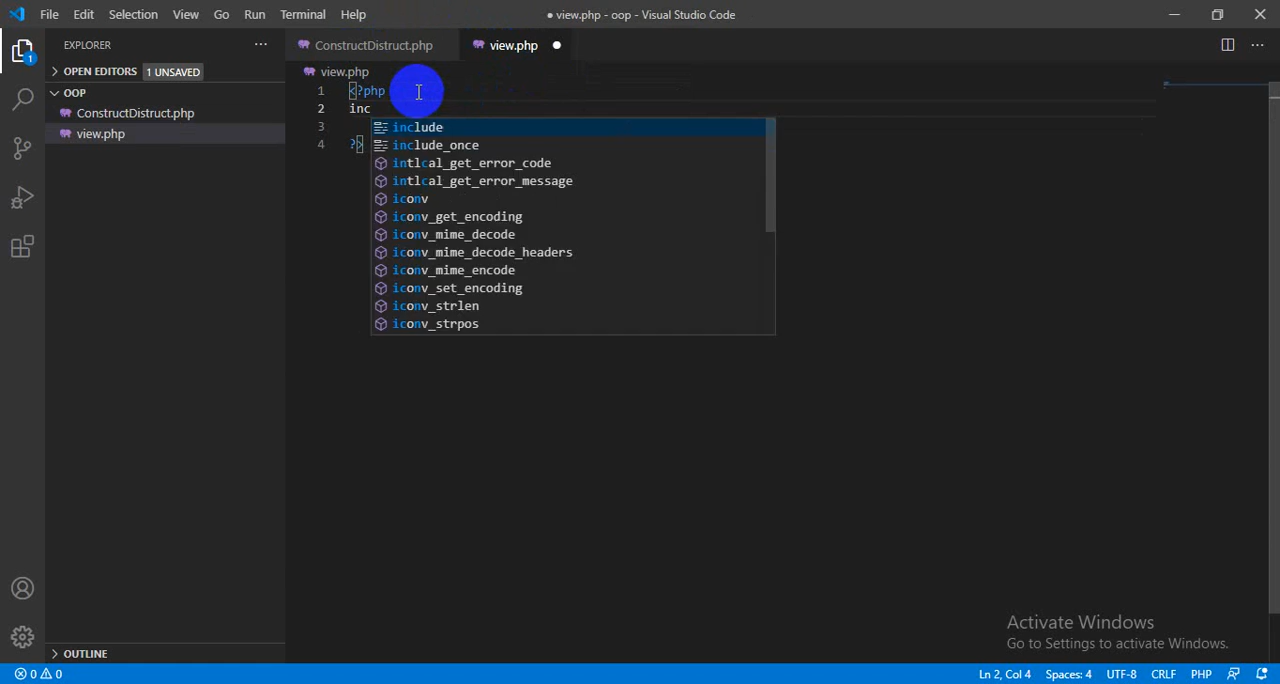 File Edit Selection View Go Run Terminal Help ● view.php - oop - Visual Studio Code
EXPLORER ··· ConstructDistruct.php view.php ● ···
OPEN EDITORS 1 UNSAVED
view.php
OOP
ConstructDistruct.php
view.php
1 <?php
2 inc
3
4 ?>
include
include_once
intlcal_get_error_code
intlcal_get_error_message
iconv
iconv_get_encoding
iconv_mime_decode
iconv_mime_decode_headers
iconv_mime_encode
iconv_set_encoding
iconv_strlen
iconv_strpos
1
Activate Windows
Go to Settings to activate Windows.
OUTLINE
0 0 Ln 2, Col 4 Spaces: 4 UTF-8 CRLF PHP